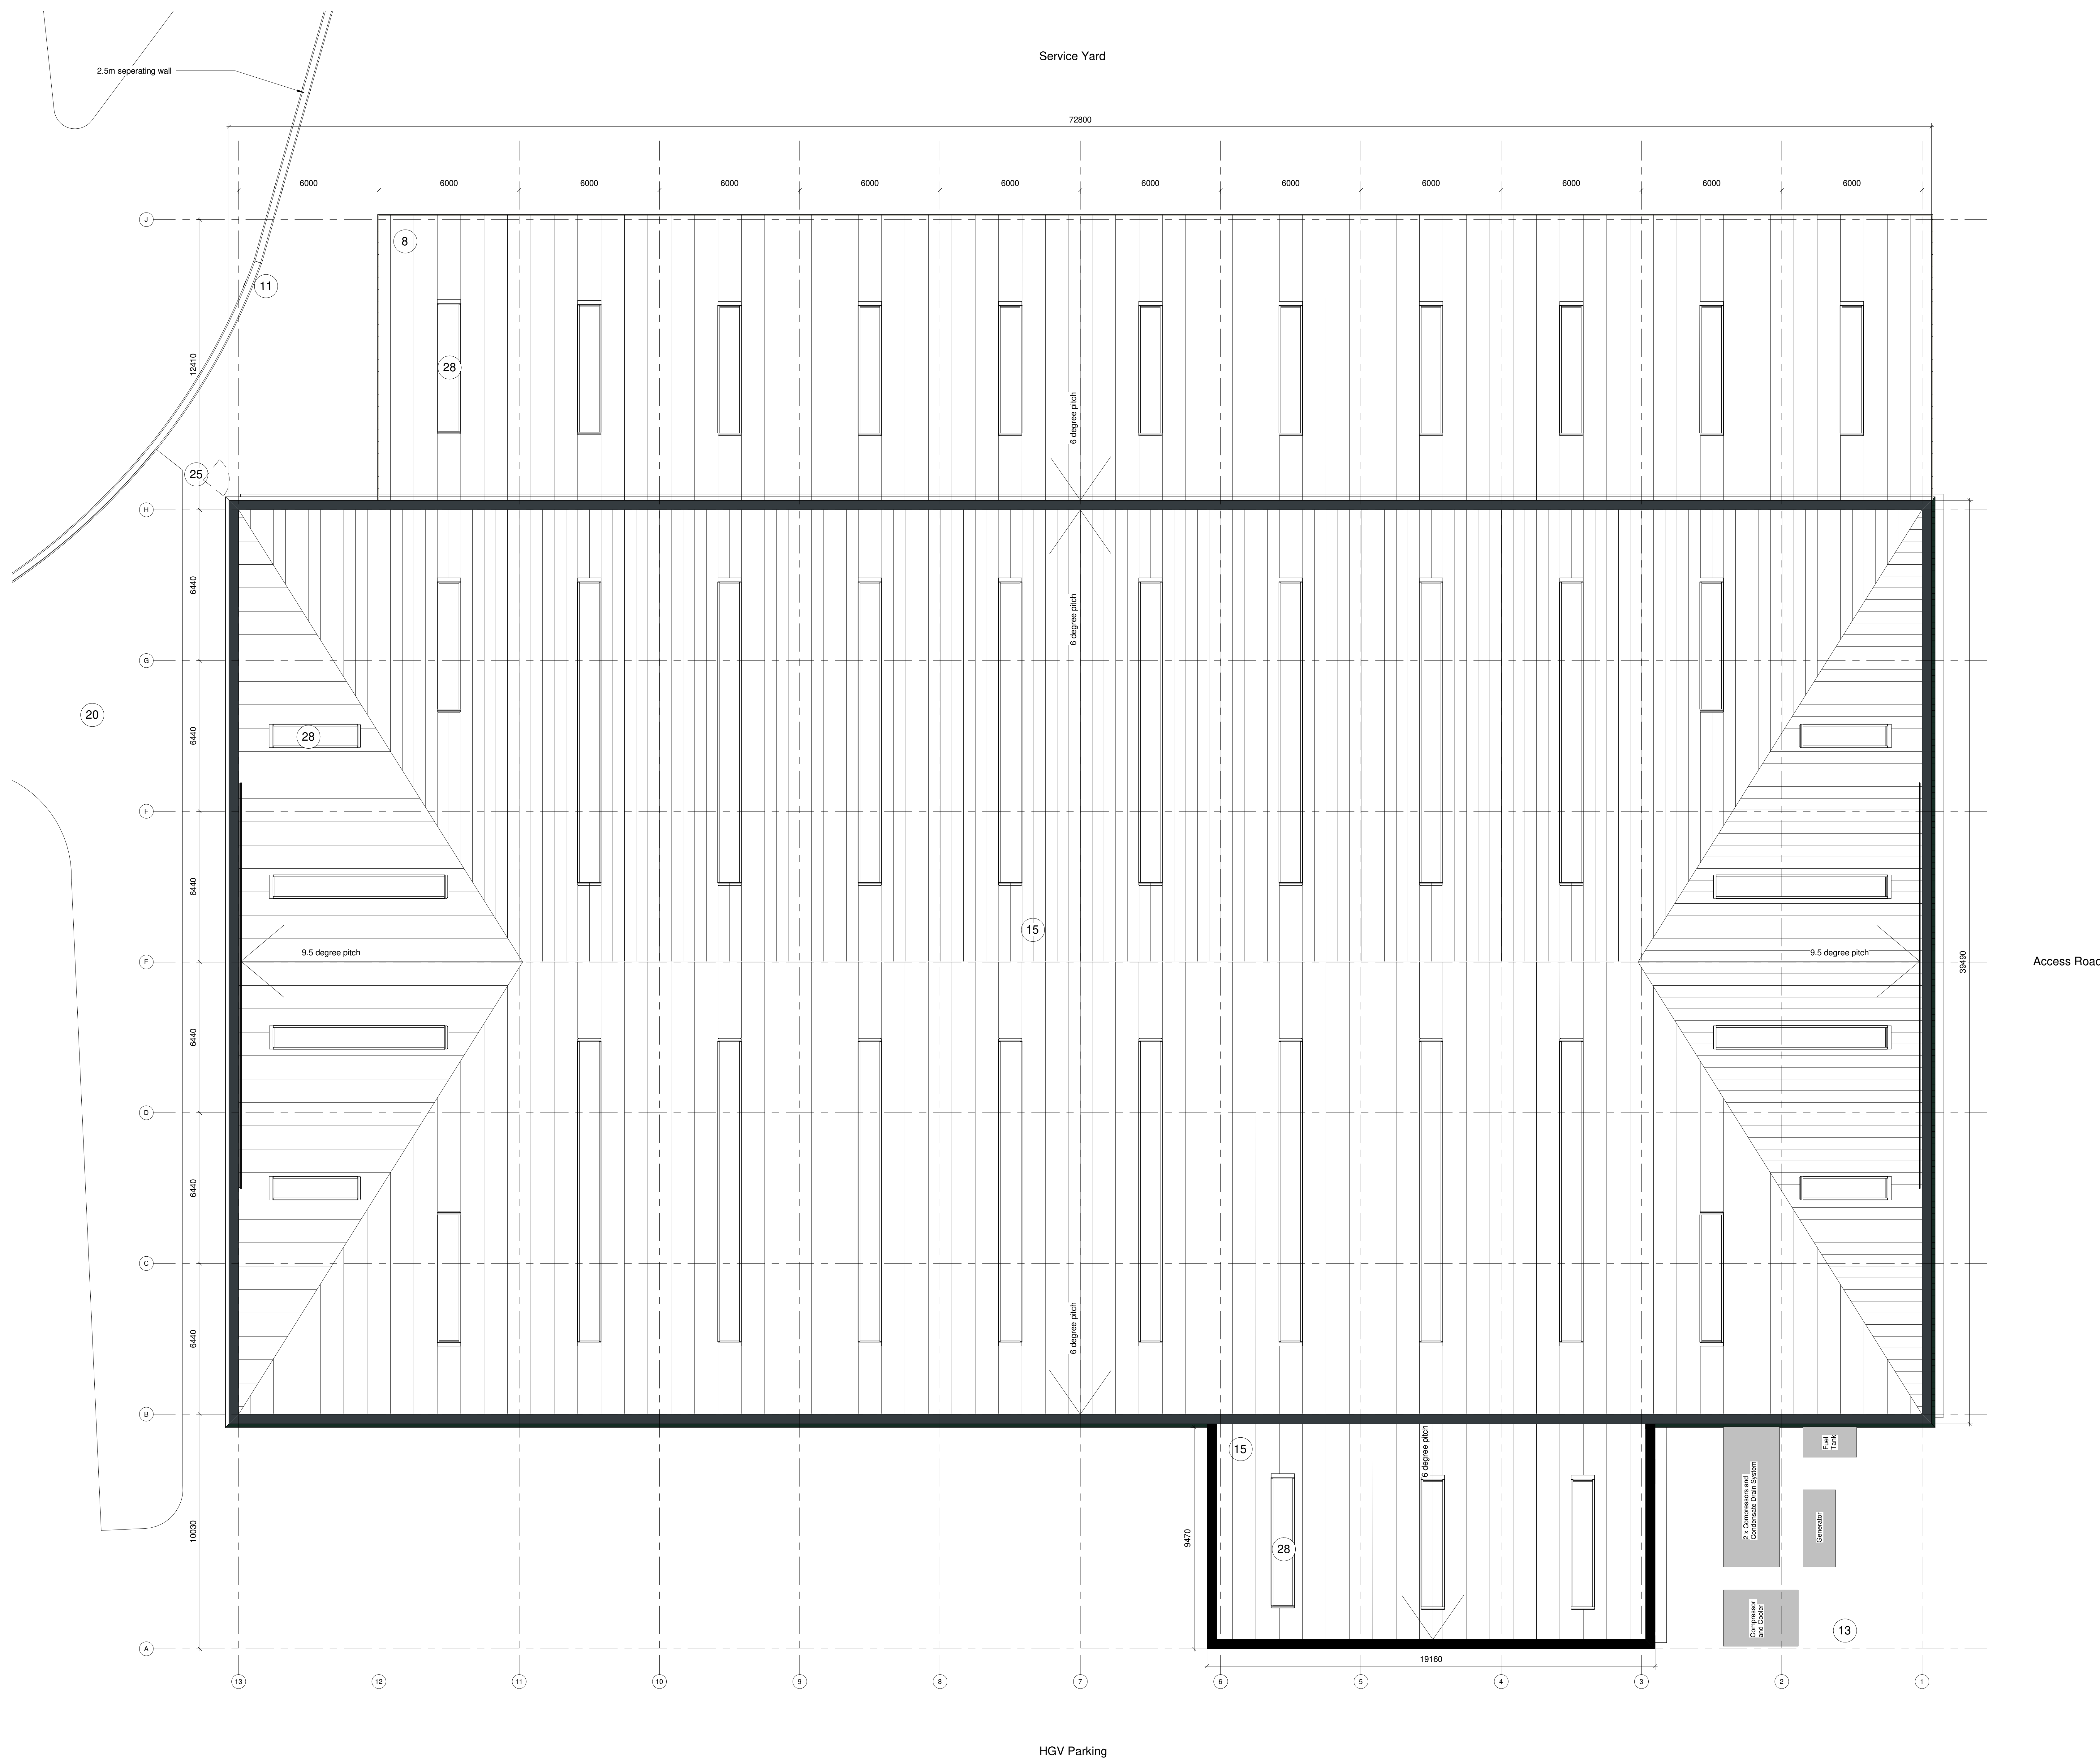 Service Yard
2.5m seperating wall
72800
6000 6000 6000 6000 6000 6000 6000 6000 6000 6000 6000 6000
J
8
11
12410
28
6 degree pitch
25
H
6440
6 degree pitch
G
20
6440
28
F
6440
15
9.5 degree pitch
9.5 degree pitch
E
39490
Access Road
6440
D
6440
C
6440
6 degree pitch
B
15
6 degree pitch
Fuel
Tank
2 x Compressors and
Condensate Drain System
Generator
10030
9470
28
Compressor
and Cooler
13
A
19160
13 12 11 10 9 8 7 6 5 4 3 2 1
HGV Parking